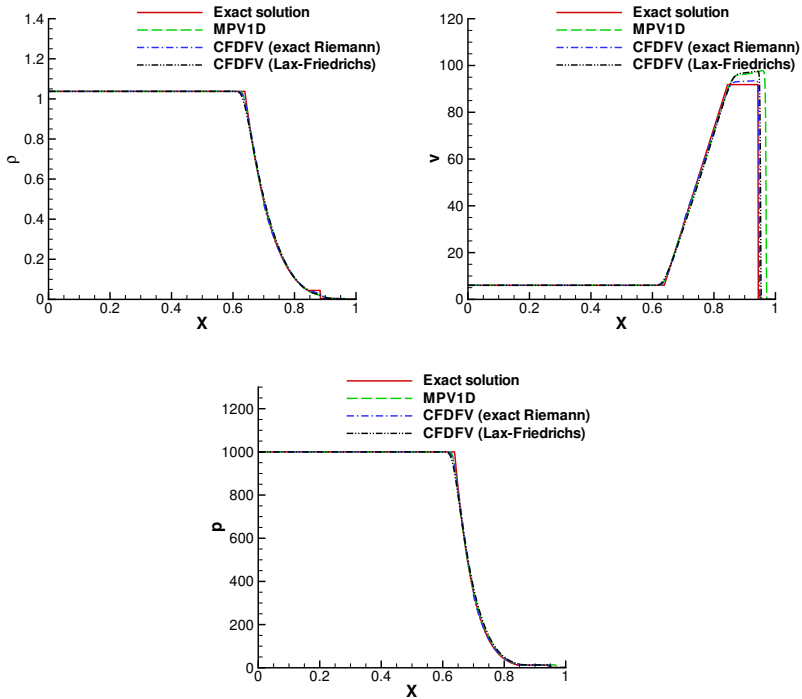 Exact solution
MPV1D
CFDFV (exact Riemann)
CFDFV (Lax-Friedrichs)
1.4
1.2
1
0.8
0.6
0.4
0.2
0
ρ
0 0.2 0.4 0.6 0.8 1
X
Exact solution
MPV1D
CFDFV (exact Riemann)
CFDFV (Lax-Friedrichs)
120
100
80
60
40
20
0
v
0 0.2 0.4 0.6 0.8 1
X
Exact solution
MPV1D
CFDFV (exact Riemann)
CFDFV (Lax-Friedrichs)
1200
1000
800
600
400
200
0
p
0 0.2 0.4 0.6 0.8 1
X